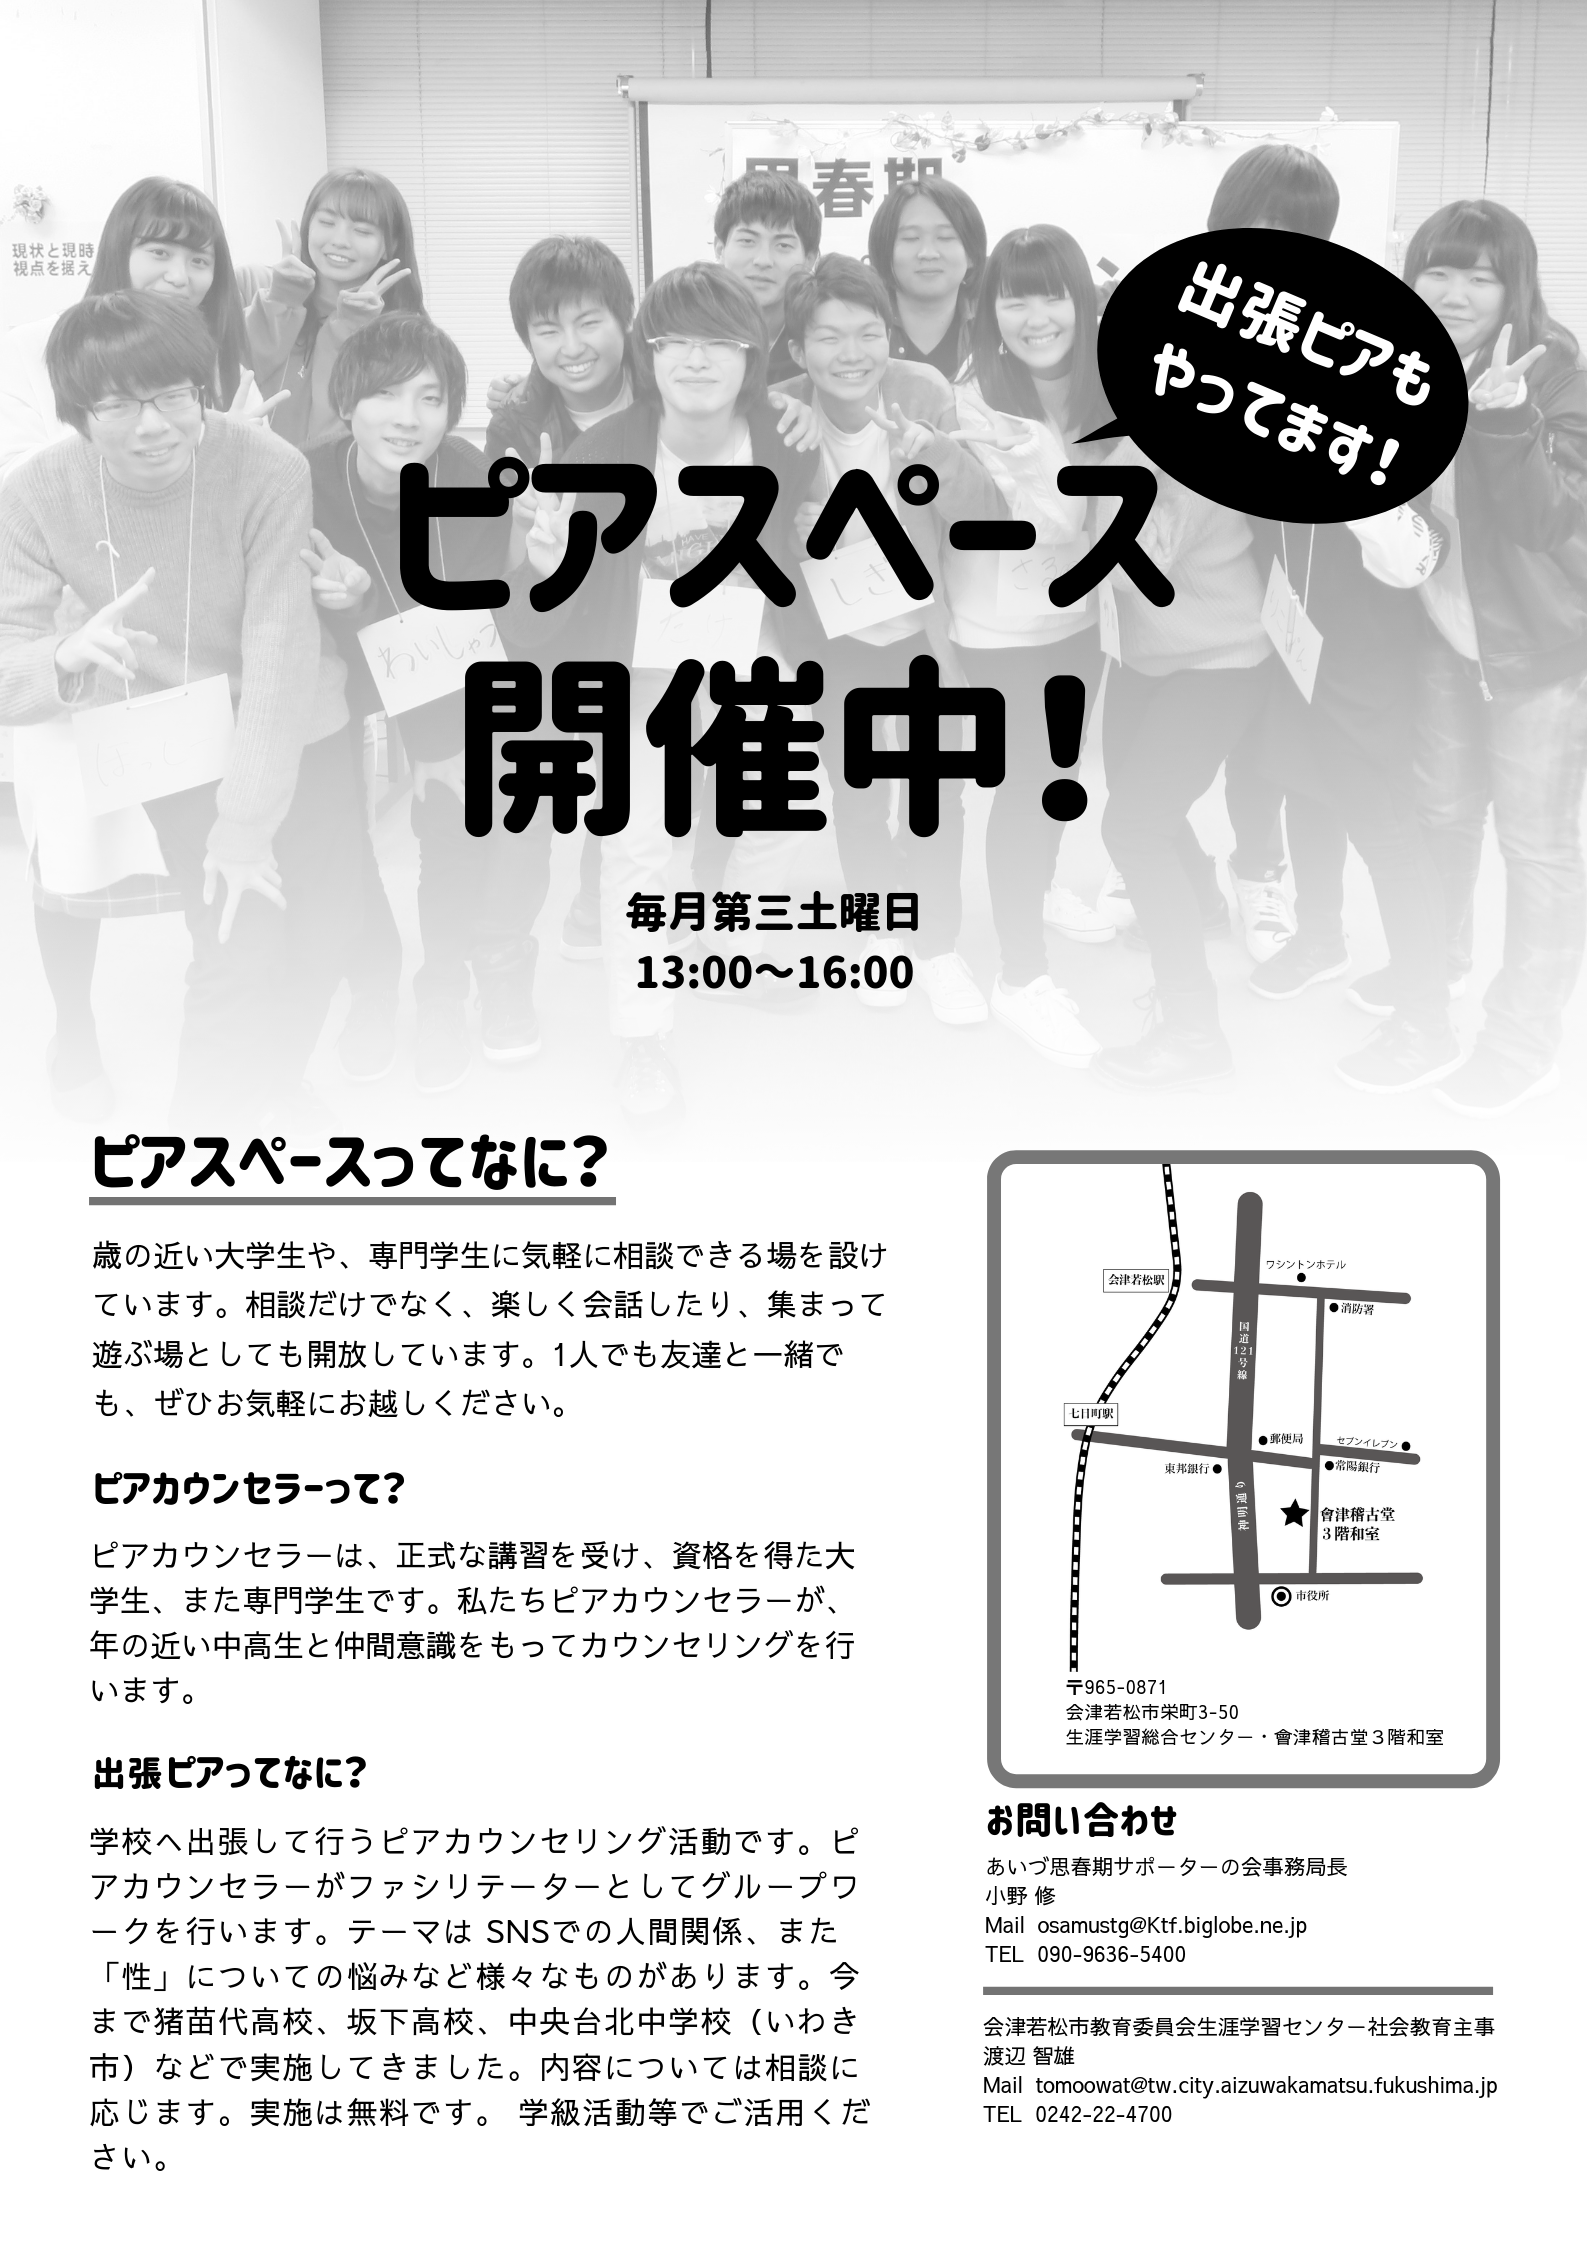 思春期
現状と現時
視点を据え
出張ピアも
やってます！
ピアスペース
開催中！
わいしゃつ
しき
毎月第三土曜日
13:00～16:00
ピアスペースってなに？
歳の近い大学生や、専門学生に気軽に相談できる場を設け
ています。相談だけでなく、楽しく会話したり、集まって
遊ぶ場としても開放しています。1人でも友達と一緒で
も、ぜひお気軽にお越しください。
ピアカウンセラーって？
ピアカウンセラーは、正式な講習を受け、資格を得た大
学生、また専門学生です。私たちピアカウンセラーが、
年の近い中高生と仲間意識をもってカウンセリングを行
います。
出張ピアってなに？
学校へ出張して行うピアカウンセリング活動です。ピ
アカウンセラーがファシリテーターとしてグループワ
ークを行います。テーマは SNSでの人間関係、また
「性」についての悩みなど様々なものがあります。今
まで猪苗代高校、坂下高校、中央台北中学校（いわき
市）などで実施してきました。内容については相談に
応じます。実施は無料です。 学級活動等でご活用くだ
さい。
ワシントンホテル
会津若松駅
消防署
国道121号線
七日町駅
郵便局
セブンイレブン
東邦銀行
常陽銀行
會津稽古堂
３階和室
市役所
〒965-0871
会津若松市栄町3-50
生涯学習総合センター・會津稽古堂３階和室
お問い合わせ
あいづ思春期サポーターの会事務局長
小野 修
Mail osamustg@Ktf.biglobe.ne.jp
TEL 090-9636-5400
会津若松市教育委員会生涯学習センター社会教育主事
渡辺 智雄
Mail tomoowat@tw.city.aizuwakamatsu.fukushima.jp
TEL 0242-22-4700